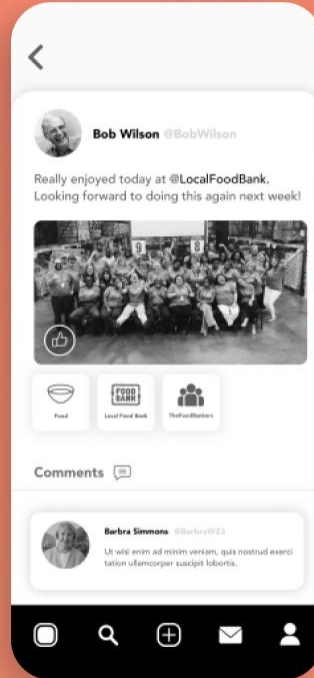 Bob Wilson @BobWilson
Really enjoyed today at @LocalFoodBank.
Looking forward to doing this again next week!
9 8
FOOD
BANK
Food Local Food Bank TheFoodBankers
Comments
Barbra Simmons @BarbraW23
Ut wisi enim ad minim veniam, quis nostrud exerci
tation ullamcorper suscipit lobortis.